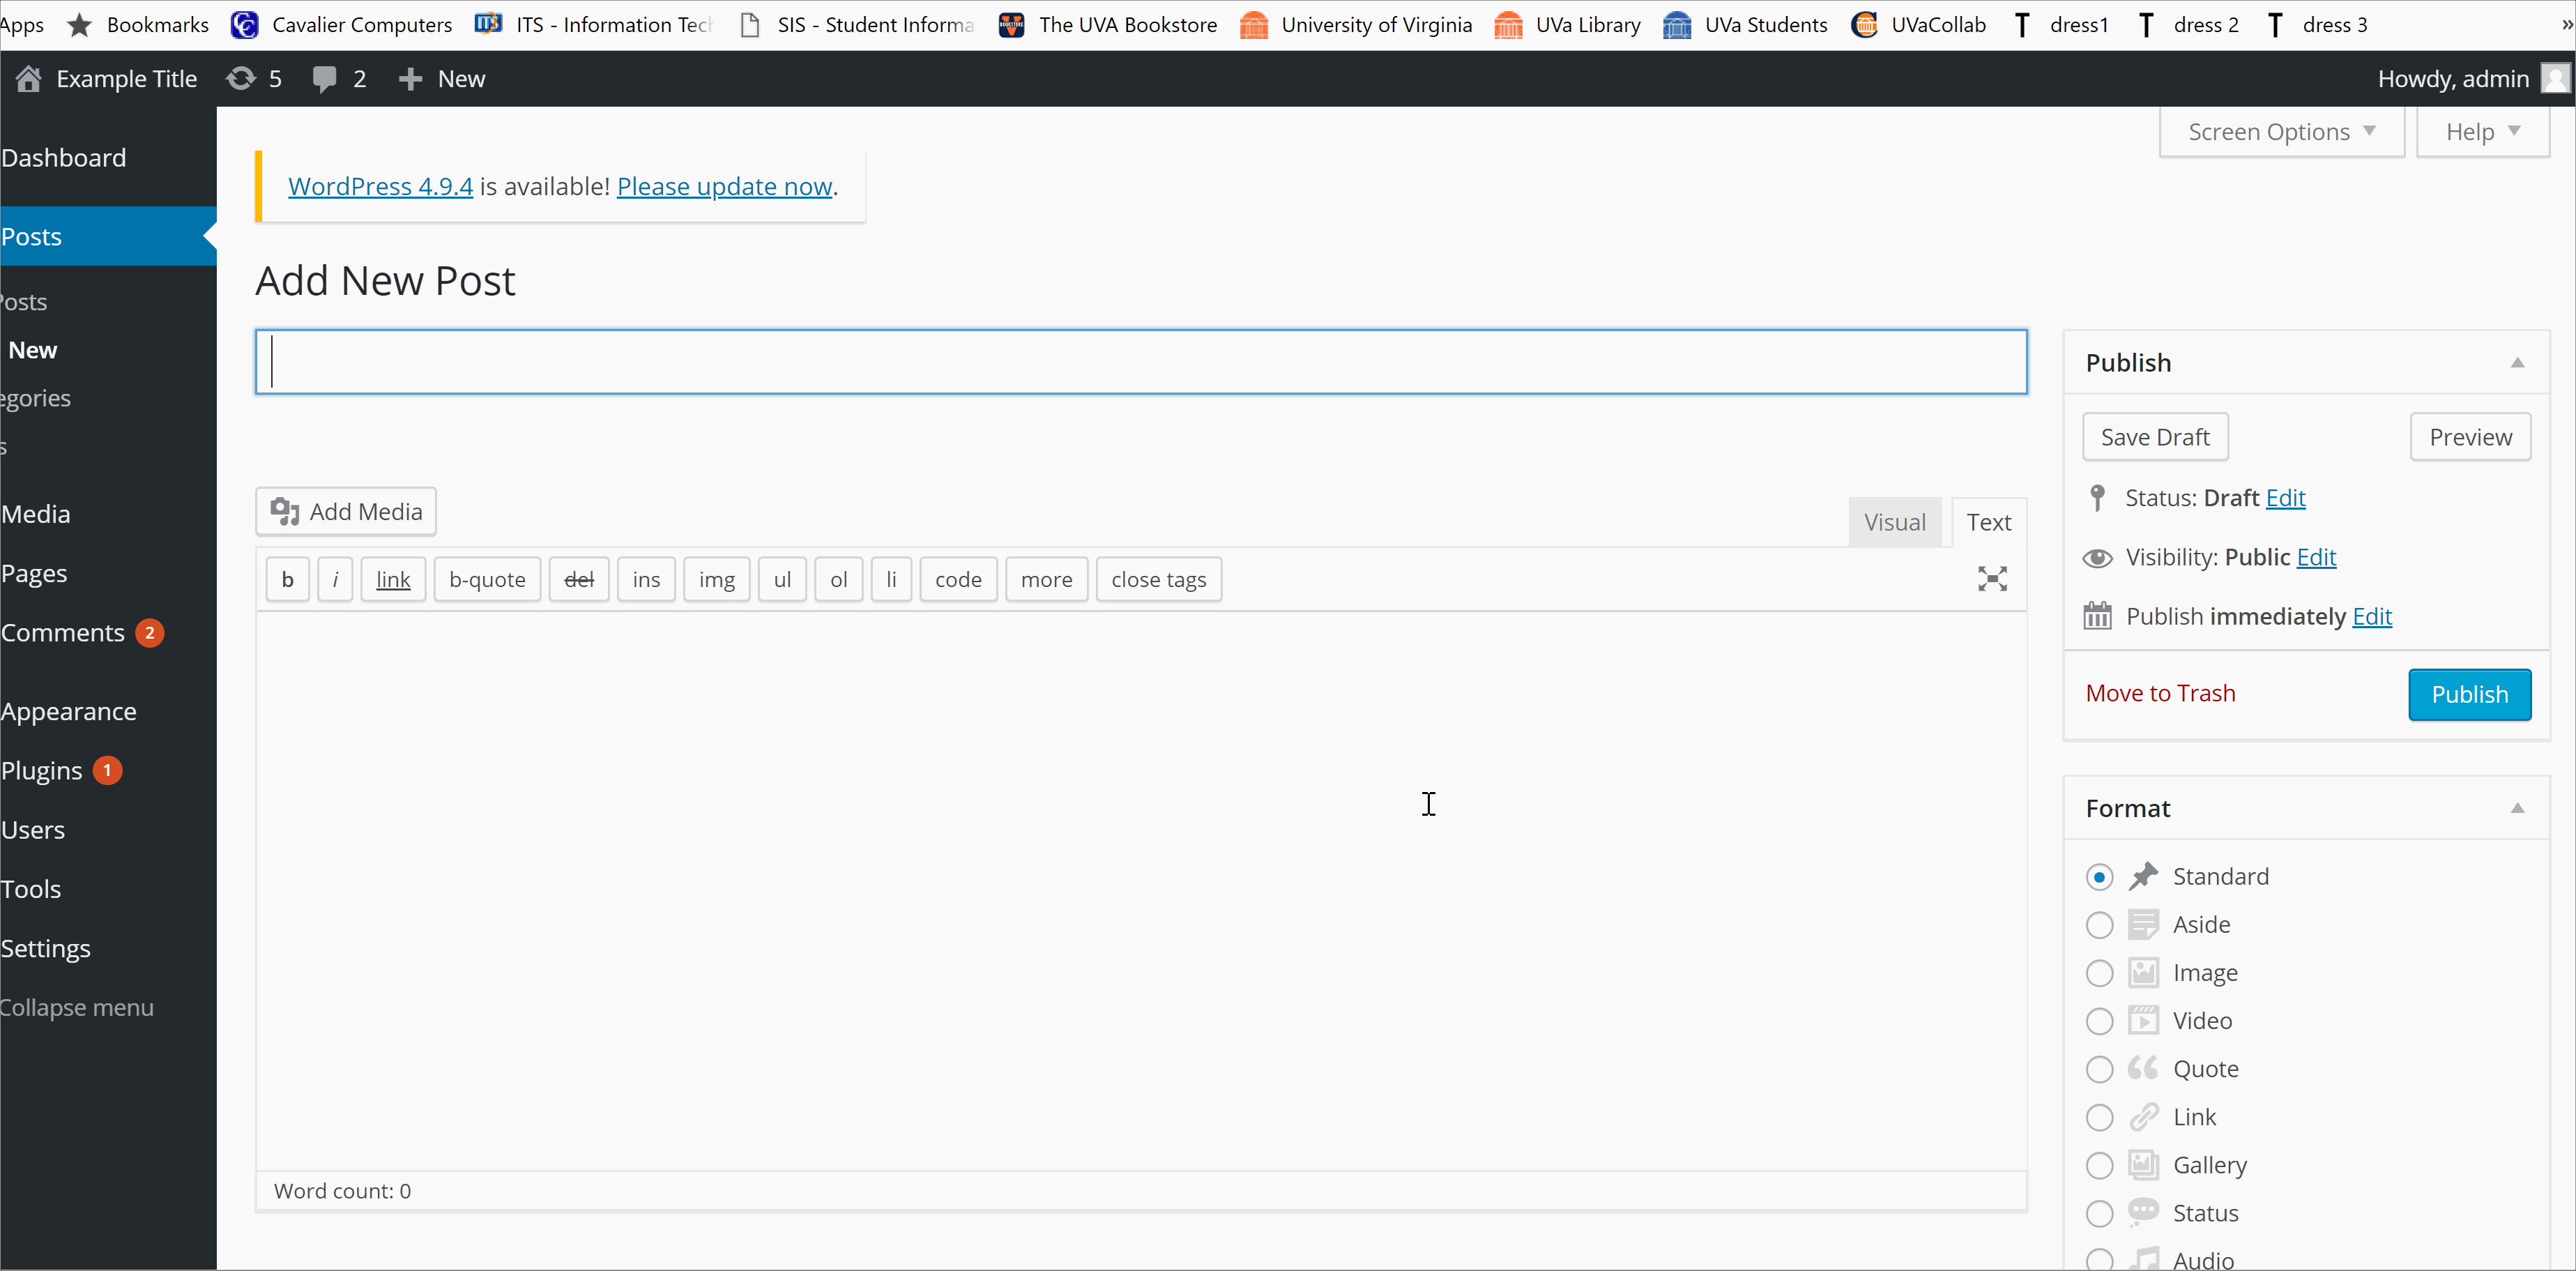 Apps Bookmarks Cavalier Computers ITS - Information Tech SIS - Student Informa The UVA Bookstore University of Virginia UVa Library UVa Students UVaCollab dress1 dress 2 dress 3 »
Example Title 5 2 New Howdy, admin
Screen Options Help
Dashboard
Posts
Posts
New
egories
s
Media
Pages
Comments 2
Appearance
Plugins 1
Users
Tools
Settings
Collapse menu
WordPress 4.9.4 is available! Please update now.
Add New Post
Add Media
Visual Text
b i link b-quote del ins img ul ol li code more close tags
Word count: 0
Publish
Save Draft Preview
Status: Draft Edit
Visibility: Public Edit
Publish immediately Edit
Move to Trash Publish
Format
Standard
Aside
Image
Video
Quote
Link
Gallery
Status
Audio